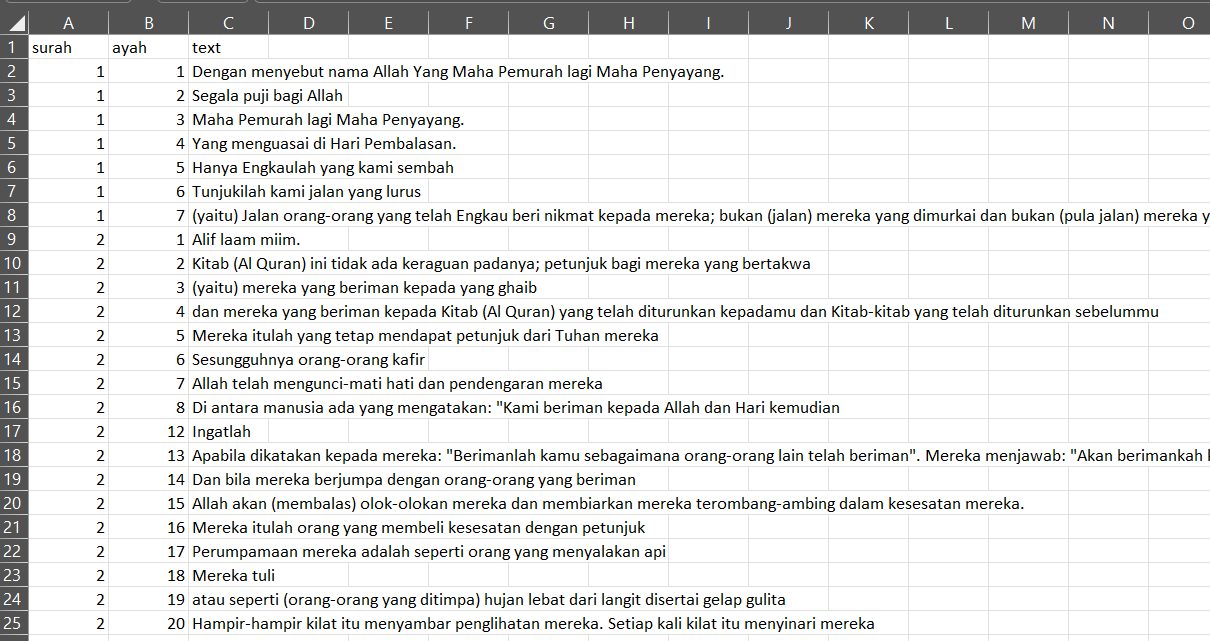 A B C D E F G H I J K L M N O
1 surah ayah text
2 1 1 Dengan menyebut nama Allah Yang Maha Pemurah lagi Maha Penyayang.
3 1 2 Segala puji bagi Allah
4 1 3 Maha Pemurah lagi Maha Penyayang.
5 1 4 Yang menguasai di Hari Pembalasan.
6 1 5 Hanya Engkaulah yang kami sembah
7 1 6 Tunjukilah kami jalan yang lurus
8 1 7 (yaitu) Jalan orang-orang yang telah Engkau beri nikmat kepada mereka; bukan (jalan) mereka yang dimurkai dan bukan (pula jalan) mereka y
9 2 1 Alif laam miim.
10 2 2 Kitab (Al Quran) ini tidak ada keraguan padanya; petunjuk bagi mereka yang bertakwa
11 2 3 (yaitu) mereka yang beriman kepada yang ghaib
12 2 4 dan mereka yang beriman kepada Kitab (Al Quran) yang telah diturunkan kepadamu dan Kitab-kitab yang telah diturunkan sebelummu
13 2 5 Mereka itulah yang tetap mendapat petunjuk dari Tuhan mereka
14 2 6 Sesungguhnya orang-orang kafir
15 2 7 Allah telah mengunci-mati hati dan pendengaran mereka
16 2 8 Di antara manusia ada yang mengatakan: "Kami beriman kepada Allah dan Hari kemudian
17 2 12 Ingatlah
18 2 13 Apabila dikatakan kepada mereka: "Berimanlah kamu sebagaimana orang-orang lain telah beriman". Mereka menjawab: "Akan berimankah
19 2 14 Dan bila mereka berjumpa dengan orang-orang yang beriman
20 2 15 Allah akan (membalas) olok-olokan mereka dan membiarkan mereka terombang-ambing dalam kesesatan mereka.
21 2 16 Mereka itulah orang yang membeli kesesatan dengan petunjuk
22 2 17 Perumpamaan mereka adalah seperti orang yang menyalakan api
23 2 18 Mereka tuli
24 2 19 atau seperti (orang-orang yang ditimpa) hujan lebat dari langit disertai gelap gulita
25 2 20 Hampir-hampir kilat itu menyambar penglihatan mereka. Setiap kali kilat itu menyinari mereka